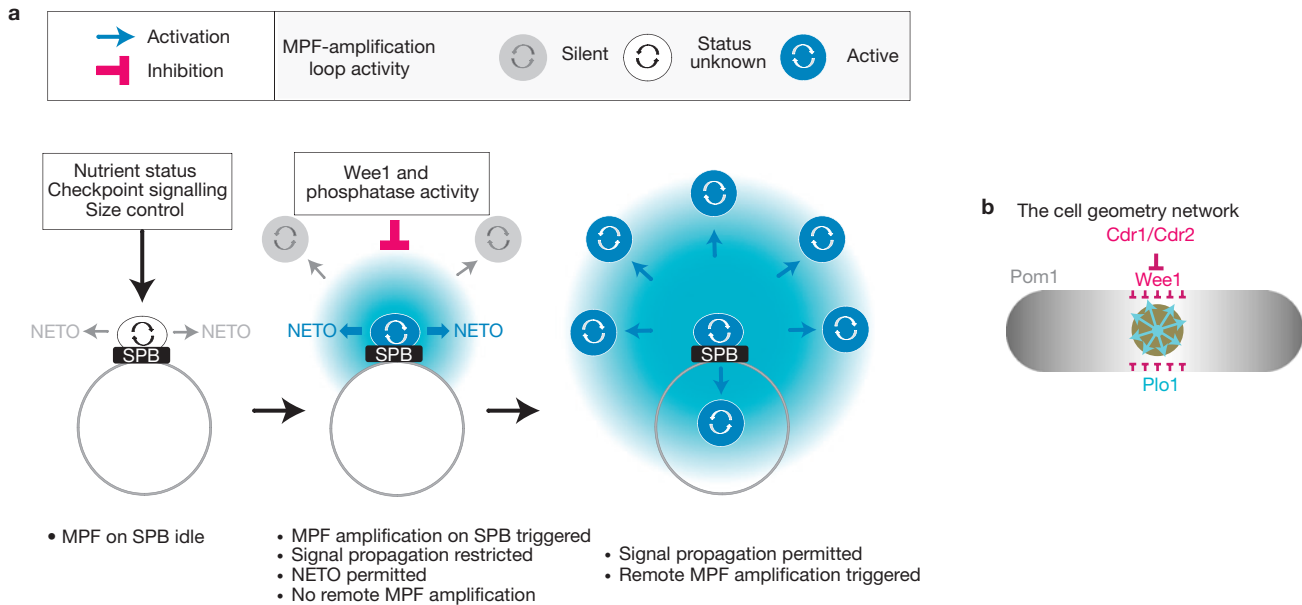 a
Activation
Inhibition
MPF-amplification
loop activity
Silent
Status
unknown
Active
Nutrient status
Checkpoint signalling
Size control
NETO
NETO
SPB
• MPF on SPB idle
Wee1 and
phosphatase activity
NETO
NETO
SPB
• MPF amplification on SPB triggered
• Signal propagation restricted
• NETO permitted
• No remote MPF amplification
SPB
• Signal propagation permitted
• Remote MPF amplification triggered
b
The cell geometry network
Cdr1/Cdr2
Pom1
Wee1
Plo1